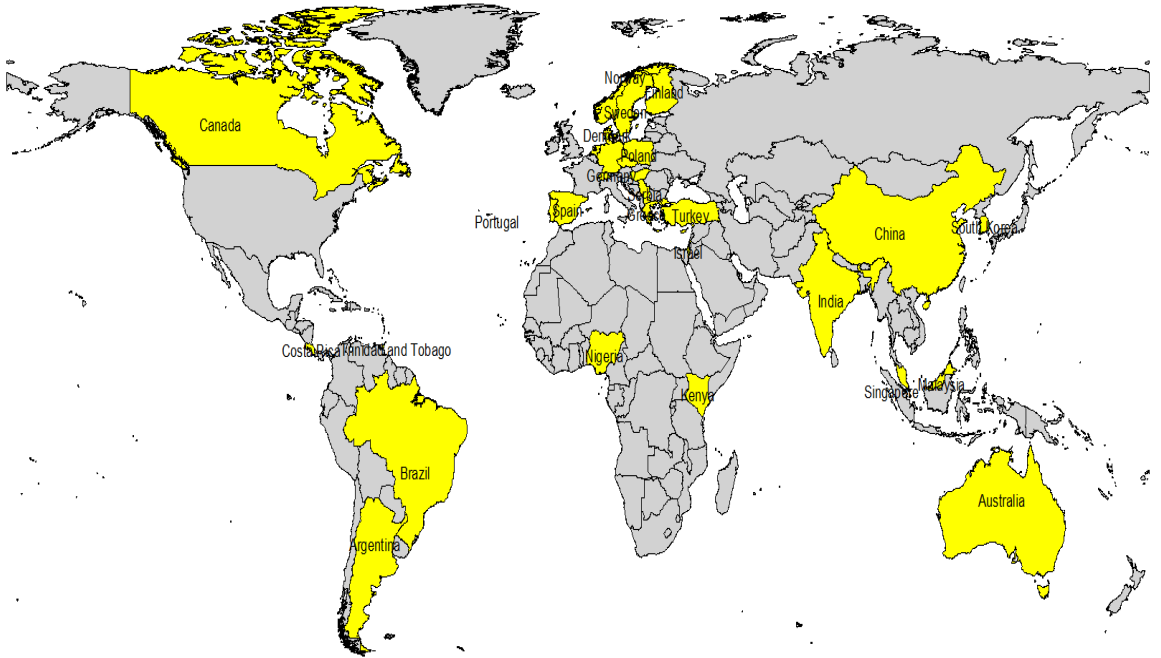 Norway
Finland
Sweden
Canada
Denmark
Poland
Germany
Serbia
Spain
Greece
Turkey
Portugal
South Korea
China
Israel
India
Costa Rica
Trinidad and Tobago
Nigeria
Malaysia
Singapore
Kenya
Brazil
Australia
Argentina